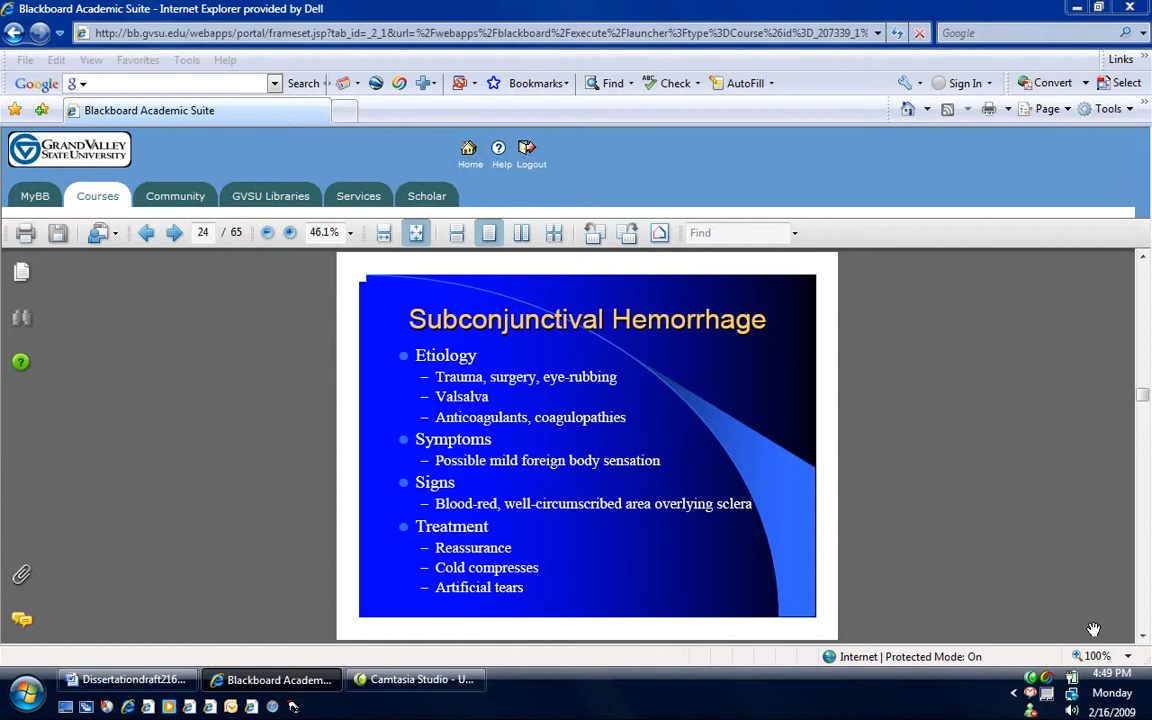 Blackboard Academic Suite - Internet Explorer provided by Dell
http://bb.gvsu.edu/webapps/portal/frameset.jsp?tab_id=_2_1&url=%2Fwebapps%2Fblackboard%2Fexecute%2Flauncher%3Ftype%3DCourse%26id%3D_207339_1%
Google
File Edit View Favorites Tools Help
Links
Google g Search Bookmarks Find ABC Check AutoFill Sign In Convert Select
Blackboard Academic Suite
Page Tools
GRAND VALLEY
STATE UNIVERSITY
Home Help Logout
MyBB Courses Community GVSU Libraries Services Scholar
24 / 65 46.1% Find
Subconjunctival Hemorrhage
Etiology
– Trauma, surgery, eye-rubbing
– Valsalva
– Anticoagulants, coagulopathies
Symptoms
– Possible mild foreign body sensation
Signs
– Blood-red, well-circumscribed area overlying sclera
Treatment
– Reassurance
– Cold compresses
– Artificial tears
Internet | Protected Mode: On 100%
Dissertationdraft216... Blackboard Academ... Camtasia Studio - U...
4:49 PM
Monday
2/16/2009